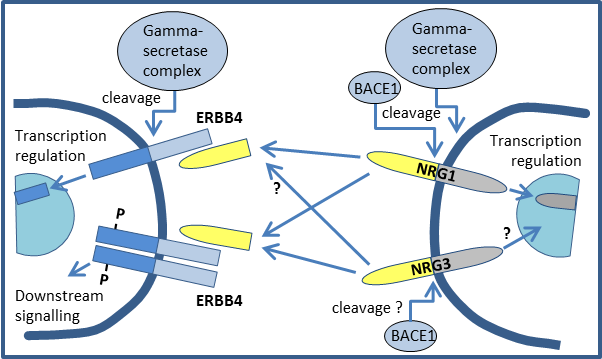 Gamma-
secretase
complex
Gamma-
secretase
complex
BACE1
cleavage
cleavage
ERBB4
Transcription
regulation
Transcription
regulation
NRG1
?
P
?
NRG3
P
Downstream
signalling
ERBB4
cleavage ?
BACE1